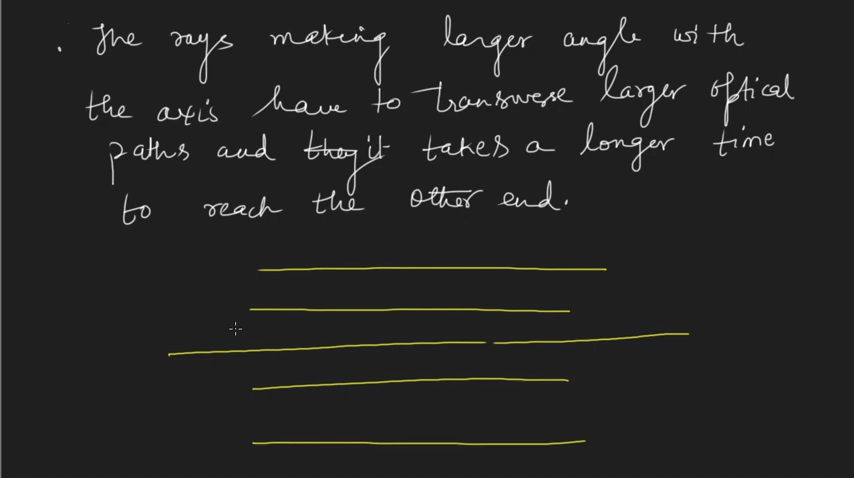 . The rays making larger angle with
the axis have to transverse larger optical
paths and they it takes a longer time
to reach the other end.